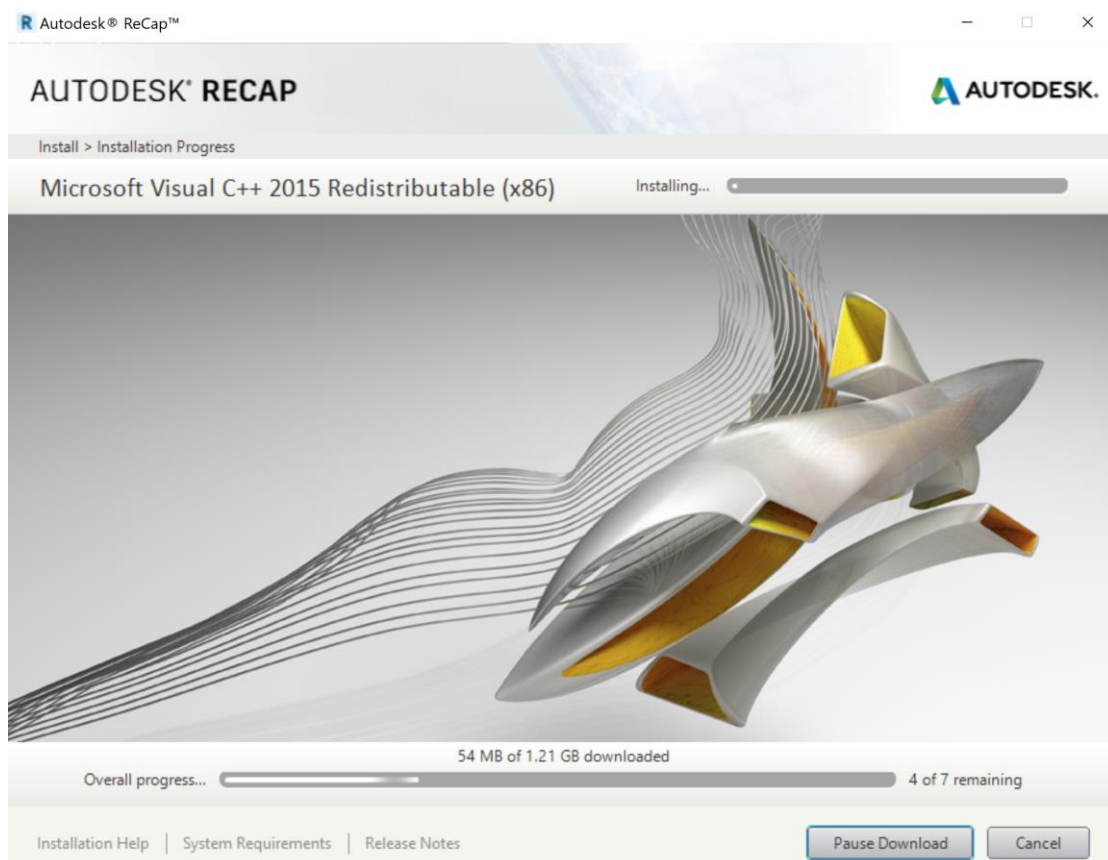 Autodesk® ReCap™
AUTODESK® RECAP
AUTODESK.
Install > Installation Progress
Microsoft Visual C++ 2015 Redistributable (x86)
Installing...
54 MB of 1.21 GB downloaded
Overall progress...
4 of 7 remaining
Installation Help | System Requirements | Release Notes
Pause Download
Cancel